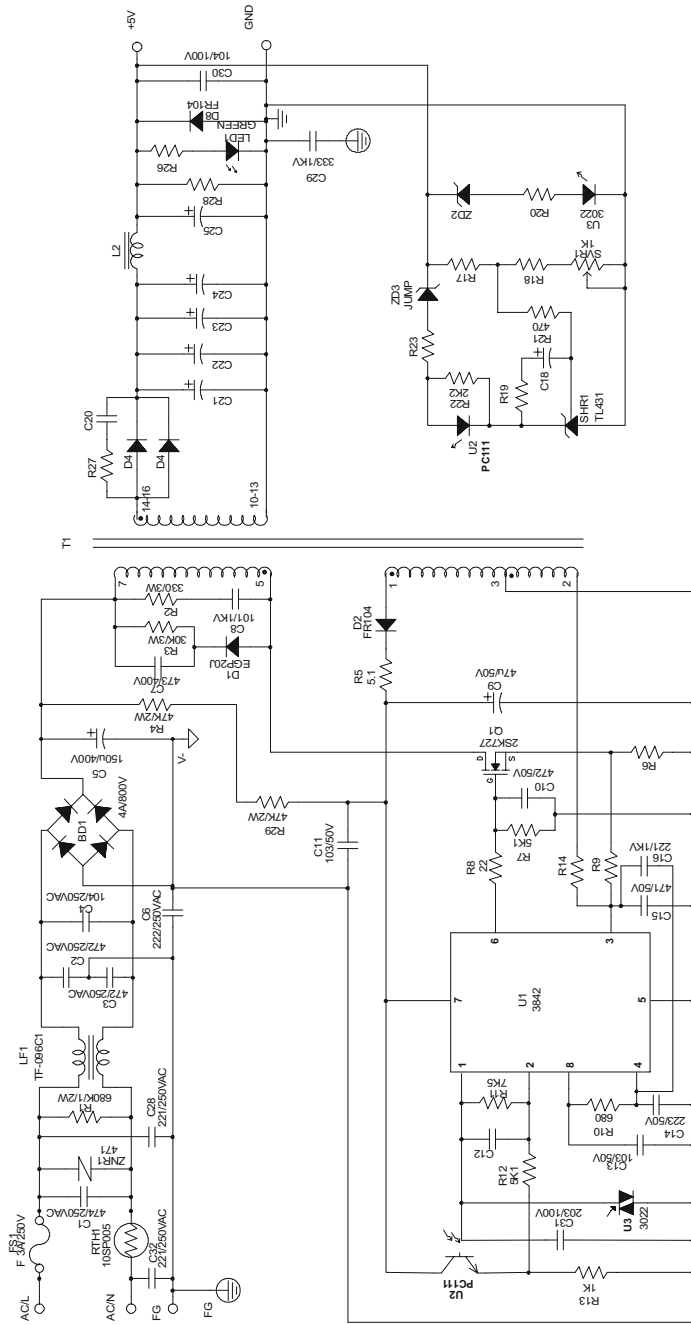 AC/L
FS1
F 3A/250V
C1
474/250VAC
ZNR1
471
R1
680K/1/2W
LF1
TF-096C1
C2
472/250VAC
C3
472/250VAC
C4
104/250VAC
BD1
4A/800V
C5
150u/400V
V-
R4
47K/2W
C7
473/400V
R3
30K/3W
D1
EGP20J
R2
330/3W
C8
101/1KV
7
5
AC/N
RTH1
10SP005
C32
221/250VAC
C28
221/250VAC
C6
222/250VAC
FG
FG
T1
14-16
10-13
R27
C20
D4
D4
C21
C22
C23
C24
L2
C25
R28
R26
LED1
GREEN
D8
FR104
C30
104/100V
C29
333/1KV
+5V
GND
R29
47K/2W
C11
103/50V
R5
5.1
D2
FR104
C9
47u/50V
1
3
2
Q1
2SK727
D
G
S
C10
472/50V
R7
5K1
R8
22
R14
R9
R6
C16
221/1KV
C15
471/50V
U1
3842
7
6
3
5
1
2
8
4
R11
7K5
C12
R12
5K1
R10
680
C14
223/50V
C13
103/50V
U3
3022
C31
203/100V
U2
PC111
R13
1K
U2
PC111
R22
2K2
R23
ZD3
JUMP
R19
C18
R21
470
SHR1
TL431
R17
R18
SVR1
1K
ZD2
R20
U3
3022